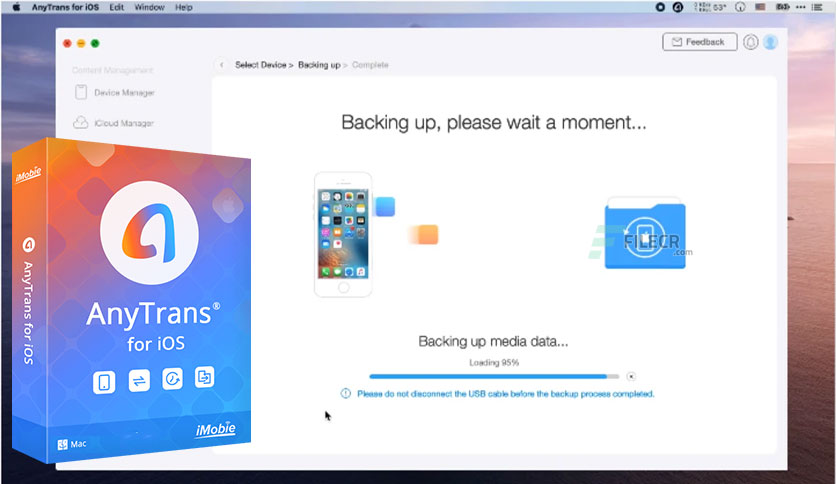 AnyTrans for iOS Edit Window Help
53°
Feedback
Select Device > Backing up > Complete
Content Management
Device Manager
iCloud Manager
Backing up, please wait a moment...
FILECR
.com
Backing up media data...
Loading 95%
Please do not disconnect the USB cable before the backup process completed.
iMobie
AnyTrans for iOS
AnyTrans®
for iOS
iMobie
Mac